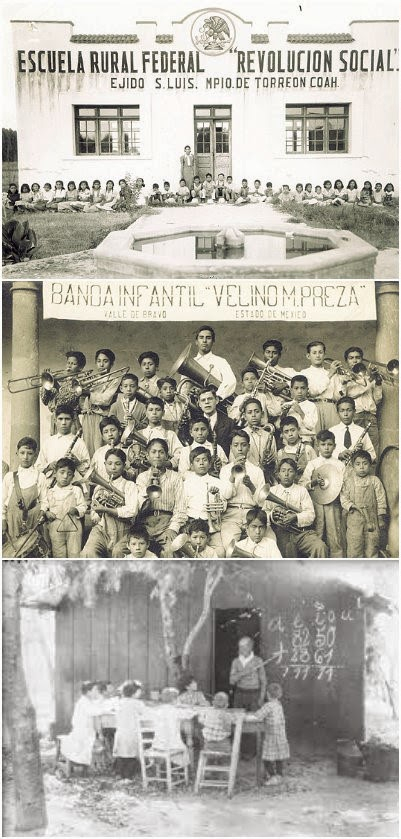 ESCUELA RURAL FEDERAL "REVOLUCION SOCIAL"
EJIDO S. LUIS. MPIO. DE TORREON COAH.
BANDA INFANTIL "VELINO M. PREZA"
VALLE DE BRAVO ESTADO DE MEXICO
a e i o u